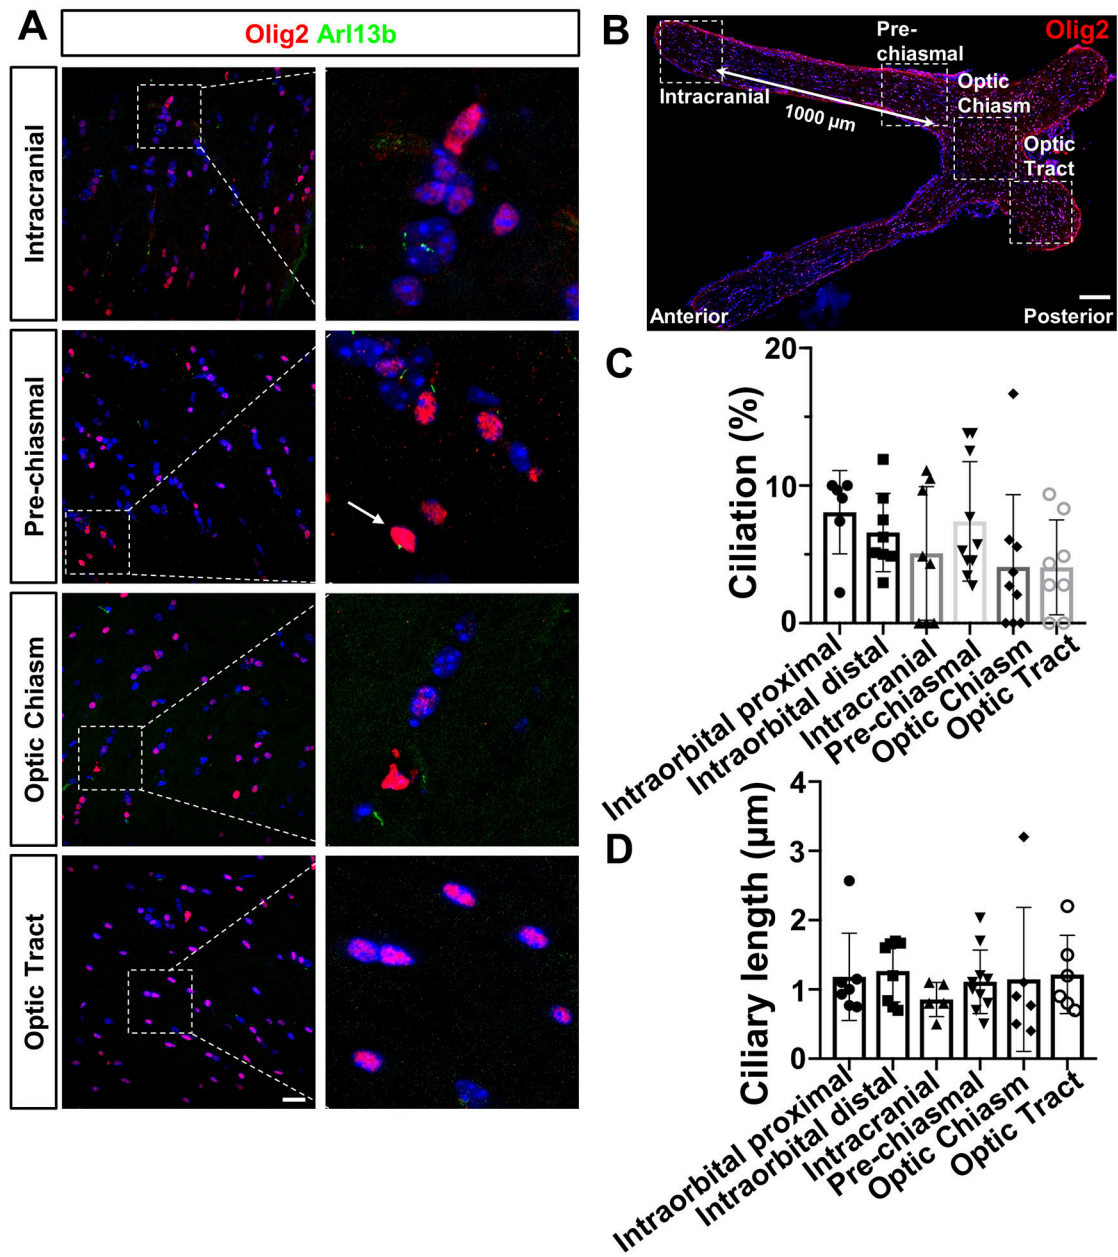 A
Olig2 Arl13b
Intracranial
Pre-chiasmal
Optic Chiasm
Optic Tract
B
Olig2
Pre-
chiasmal
Intracranial
1000 µm
Optic
Chiasm
Optic
Tract
Anterior
Posterior
C
Ciliation (%)
20
10
0
Intraorbital proximal
Intraorbital distal
Intracranial
Pre-chiasmal
Optic Chiasm
Optic Tract
D
Ciliary length (µm)
4
3
2
1
0
Intraorbital proximal
Intraorbital distal
Intracranial
Pre-chiasmal
Optic Chiasm
Optic Tract